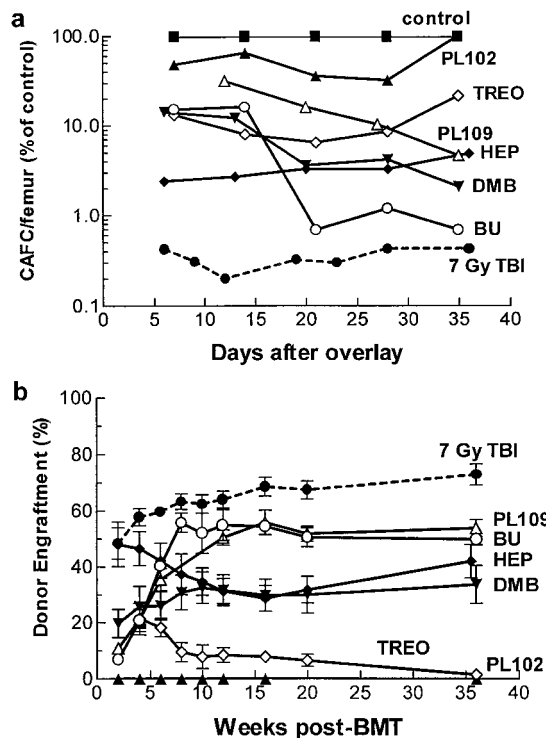 a
control
100.0
PL102
TREO
10.0
PL109
HEP
DMB
1.0
BU
7 Gy TBI
0.1
CAFC/femur (% of control)
0 5 10 15 20 25 30 35 40
Days after overlay
b
100
80
7 Gy TBI
60
PL109
BU
HEP
40
DMB
20
TREO
PL102
0
Donor Engraftment (%)
0 5 10 15 20 25 30 35 40
Weeks post-BMT